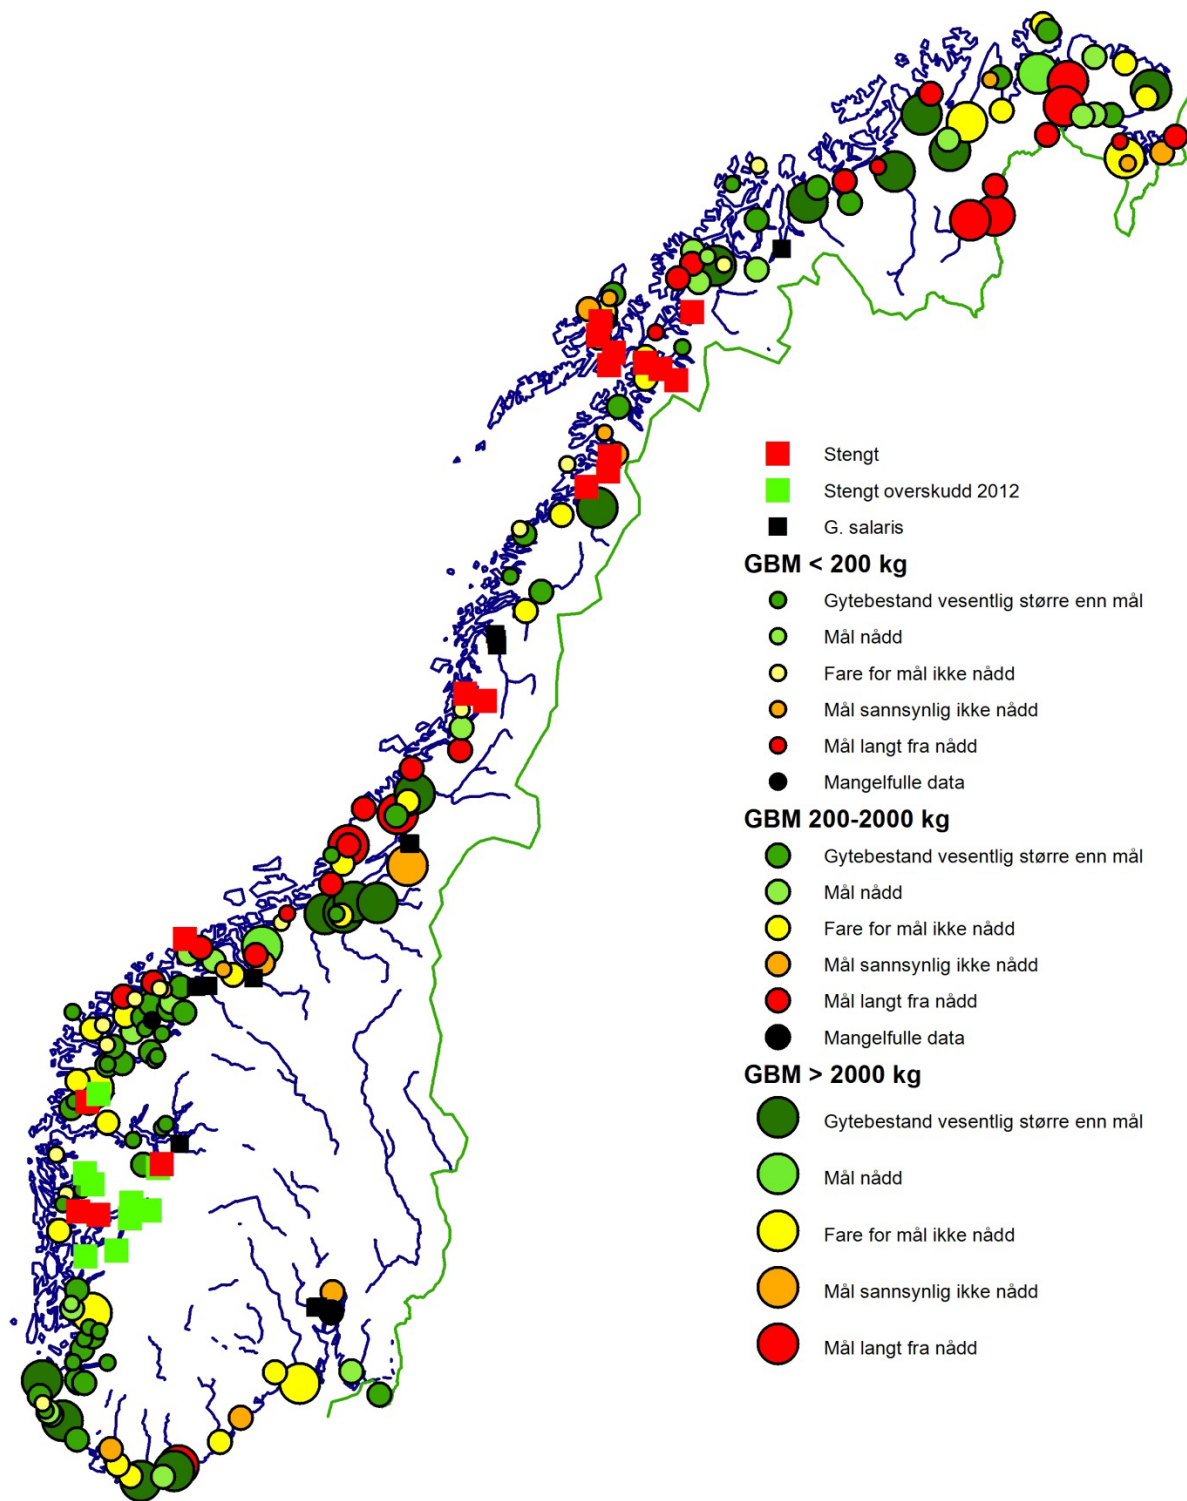 Stengt
Stengt overskudd 2012
G. salaris
GBM < 200 kg
Gytebestand vesentlig større enn mål
Mål nådd
Fare for mål ikke nådd
Mål sannsynlig ikke nådd
Mål langt fra nådd
Mangelfulle data
GBM 200-2000 kg
Gytebestand vesentlig større enn mål
Mål nådd
Fare for mål ikke nådd
Mål sannsynlig ikke nådd
Mål langt fra nådd
Mangelfulle data
GBM > 2000 kg
Gytebestand vesentlig større enn mål
Mål nådd
Fare for mål ikke nådd
Mål sannsynlig ikke nådd
Mål langt fra nådd